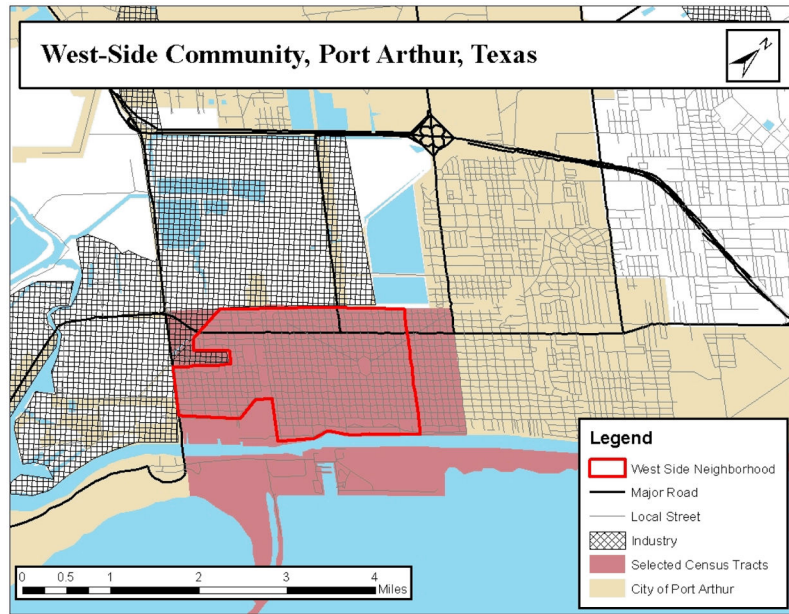 West-Side Community, Port Arthur, Texas
N
Legend
West Side Neighborhood
Major Road
Local Street
Industry
Selected Census Tracts
City of Port Arthur
0 0.5 1 2 3 4
Miles